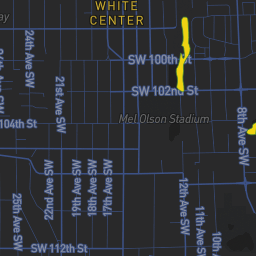 WHITE
CENTER
24th Ave SW
SW 100th Pl
21st Ave SW
SW 102nd St
104th St
Mel Olson Stadium
8th Ave SW
22nd Ave SW
19th Ave SW
18th Ave SW
17th Ave SW
12th Ave SW
25th Ave SW
11th Ave SW
10th
SW 112th St